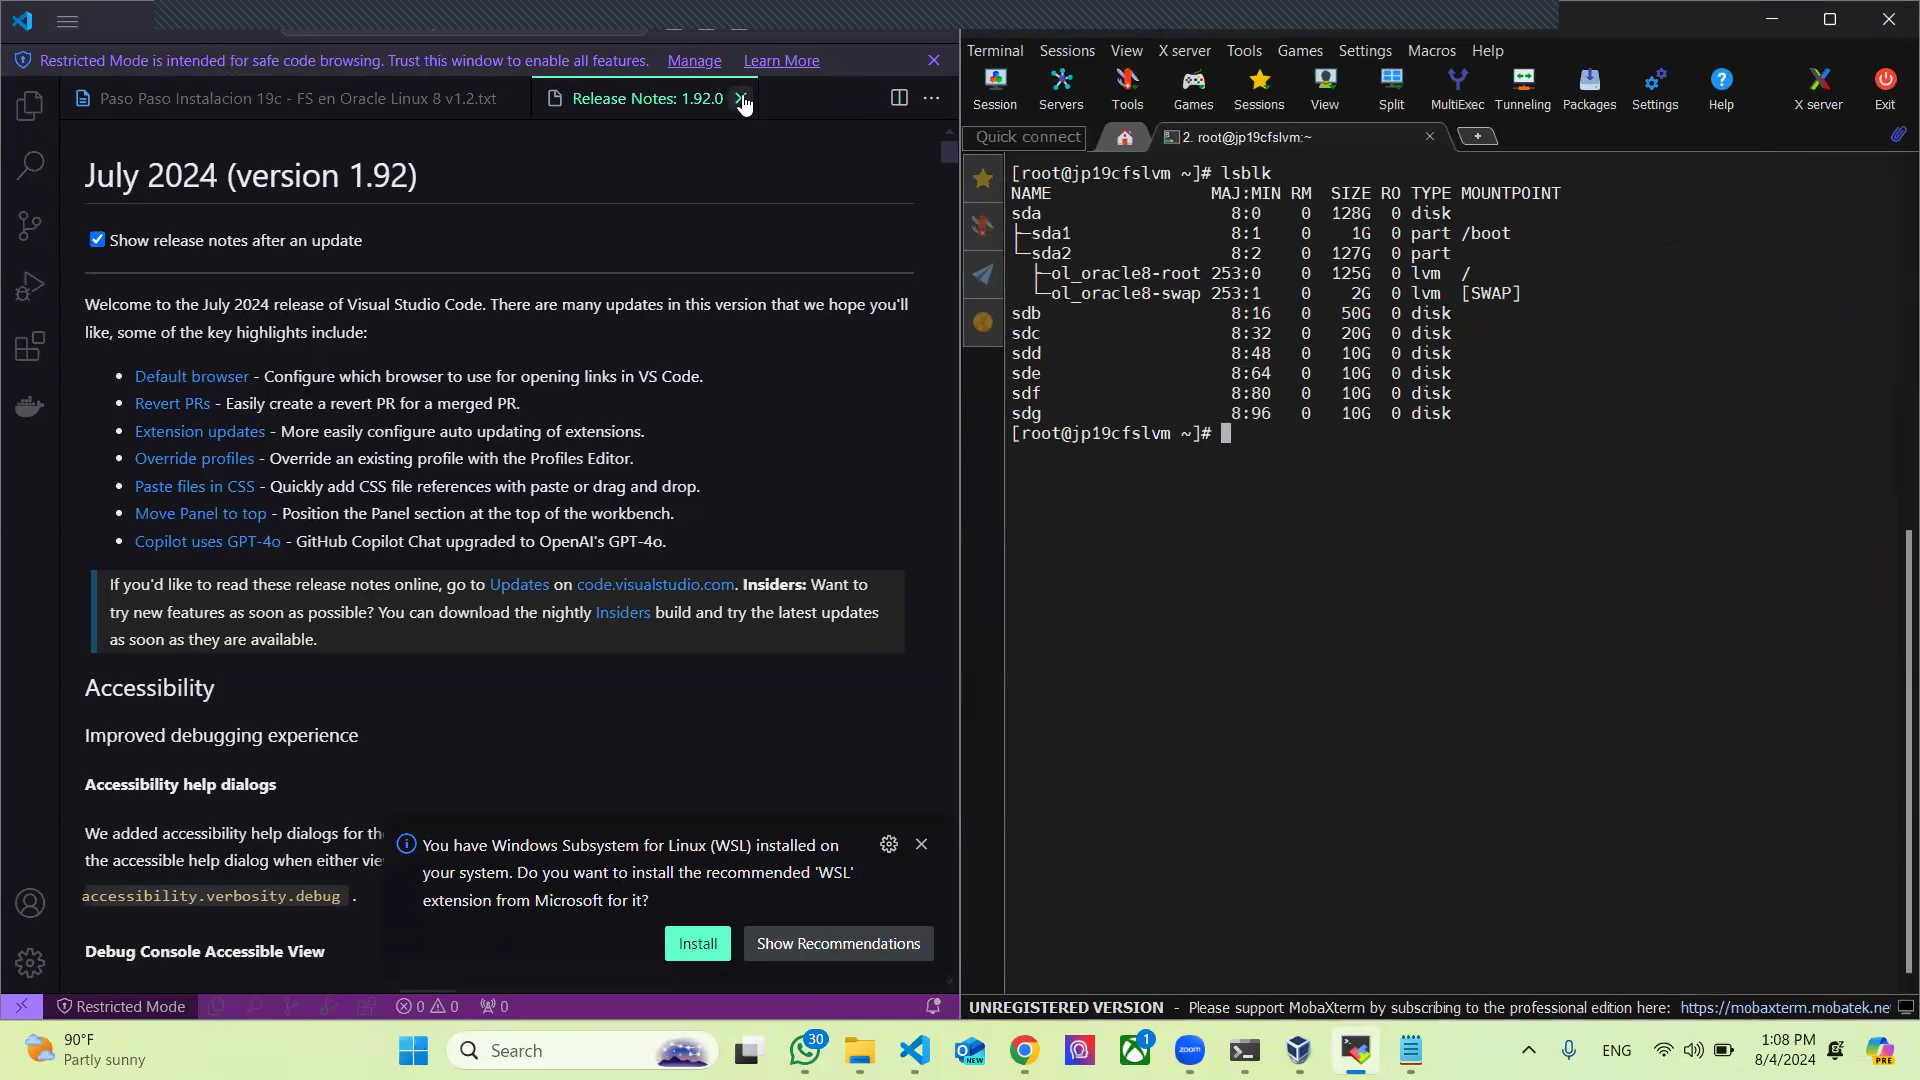 Restricted Mode is intended for safe code browsing. Trust this window to enable all features. Manage Learn More
Paso Paso Instalacion 19c - FS en Oracle Linux 8 v1.2.txt
Release Notes: 1.92.0
July 2024 (version 1.92)
Show release notes after an update
Welcome to the July 2024 release of Visual Studio Code. There are many updates in this version that we hope you'll
like, some of the key highlights include:
• Default browser - Configure which browser to use for opening links in VS Code.
• Revert PRs - Easily create a revert PR for a merged PR.
• Extension updates - More easily configure auto updating of extensions.
• Override profiles - Override an existing profile with the Profiles Editor.
• Paste files in CSS - Quickly add CSS file references with paste or drag and drop.
• Move Panel to top - Position the Panel section at the top of the workbench.
• Copilot uses GPT-4o - GitHub Copilot Chat upgraded to OpenAI's GPT-4o.
If you'd like to read these release notes online, go to Updates on code.visualstudio.com. Insiders: Want to
try new features as soon as possible? You can download the nightly Insiders build and try the latest updates
as soon as they are available.
Accessibility
Improved debugging experience
Accessibility help dialogs
We added accessibility help dialogs for the
the accessible help dialog when either
accessibility.verbosity.debug .
Debug Console Accessible View
You have Windows Subsystem for Linux (WSL) installed on
your system. Do you want to install the recommended 'WSL'
extension from Microsoft for it?
Install Show Recommendations
Restricted Mode 0 0 0
Terminal Sessions View X server Tools Games Settings Macros Help
Session Servers Tools Games Sessions View Split MultiExec Tunneling Packages Settings Help X server Exit
Quick connect
2. root@jp19cfslvm:~
[root@jp19cfslvm ~]# lsblk
NAME MAJ:MIN RM SIZE RO TYPE MOUNTPOINT
sda 8:0 0 128G 0 disk
├─sda1 8:1 0 1G 0 part /boot
└─sda2 8:2 0 127G 0 part
├─ol_oracle8-root 253:0 0 125G 0 lvm /
└─ol_oracle8-swap 253:1 0 2G 0 lvm [SWAP]
sdb 8:16 0 50G 0 disk
sdc 8:32 0 20G 0 disk
sdd 8:48 0 10G 0 disk
sde 8:64 0 10G 0 disk
sdf 8:80 0 10G 0 disk
sdg 8:96 0 10G 0 disk
[root@jp19cfslvm ~]#
UNREGISTERED VERSION - Please support MobaXterm by subscribing to the professional edition here: https://mobaxterm.mobatek.ne
90°F
Partly sunny
Search
30
NEW
1
zoom
ENG
1:08 PM
8/4/2024
PRE